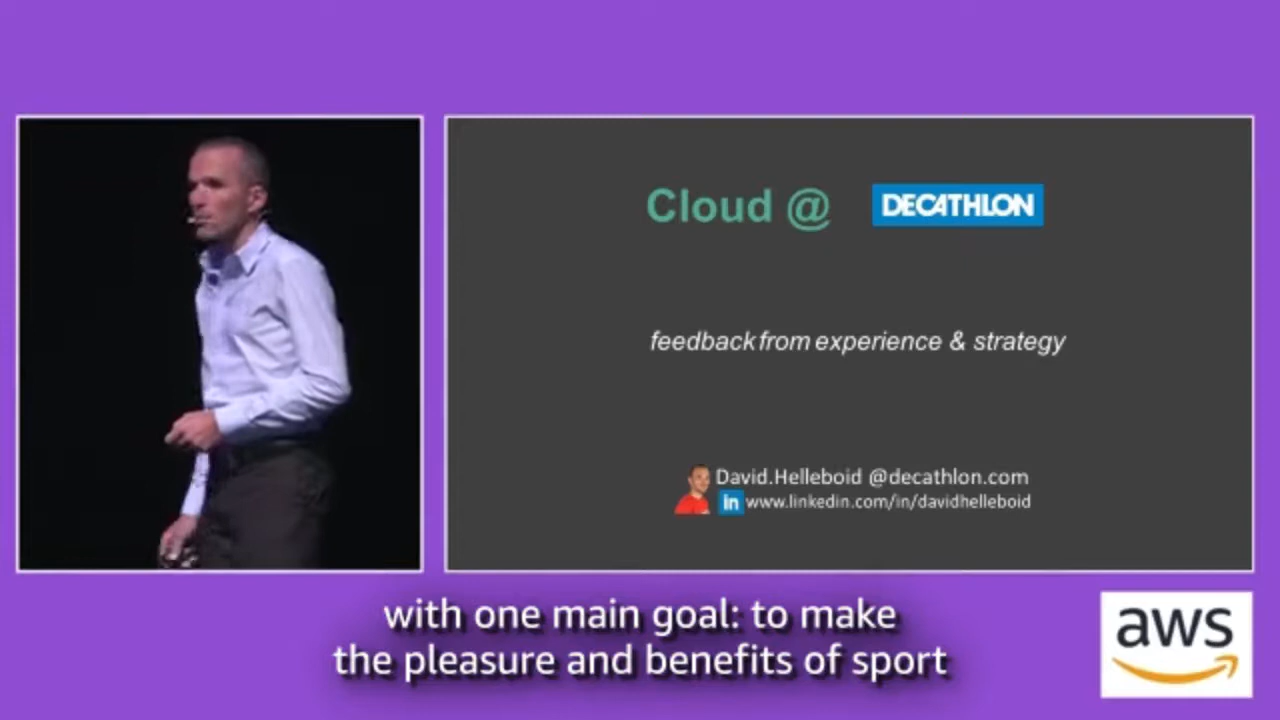 Cloud @ DECATHLON
feedback from experience & strategy
David.Helleboid @decathlon.com
in www.linkedin.com/in/davidhelleboid
with one main goal: to make
the pleasure and benefits of sport
aws